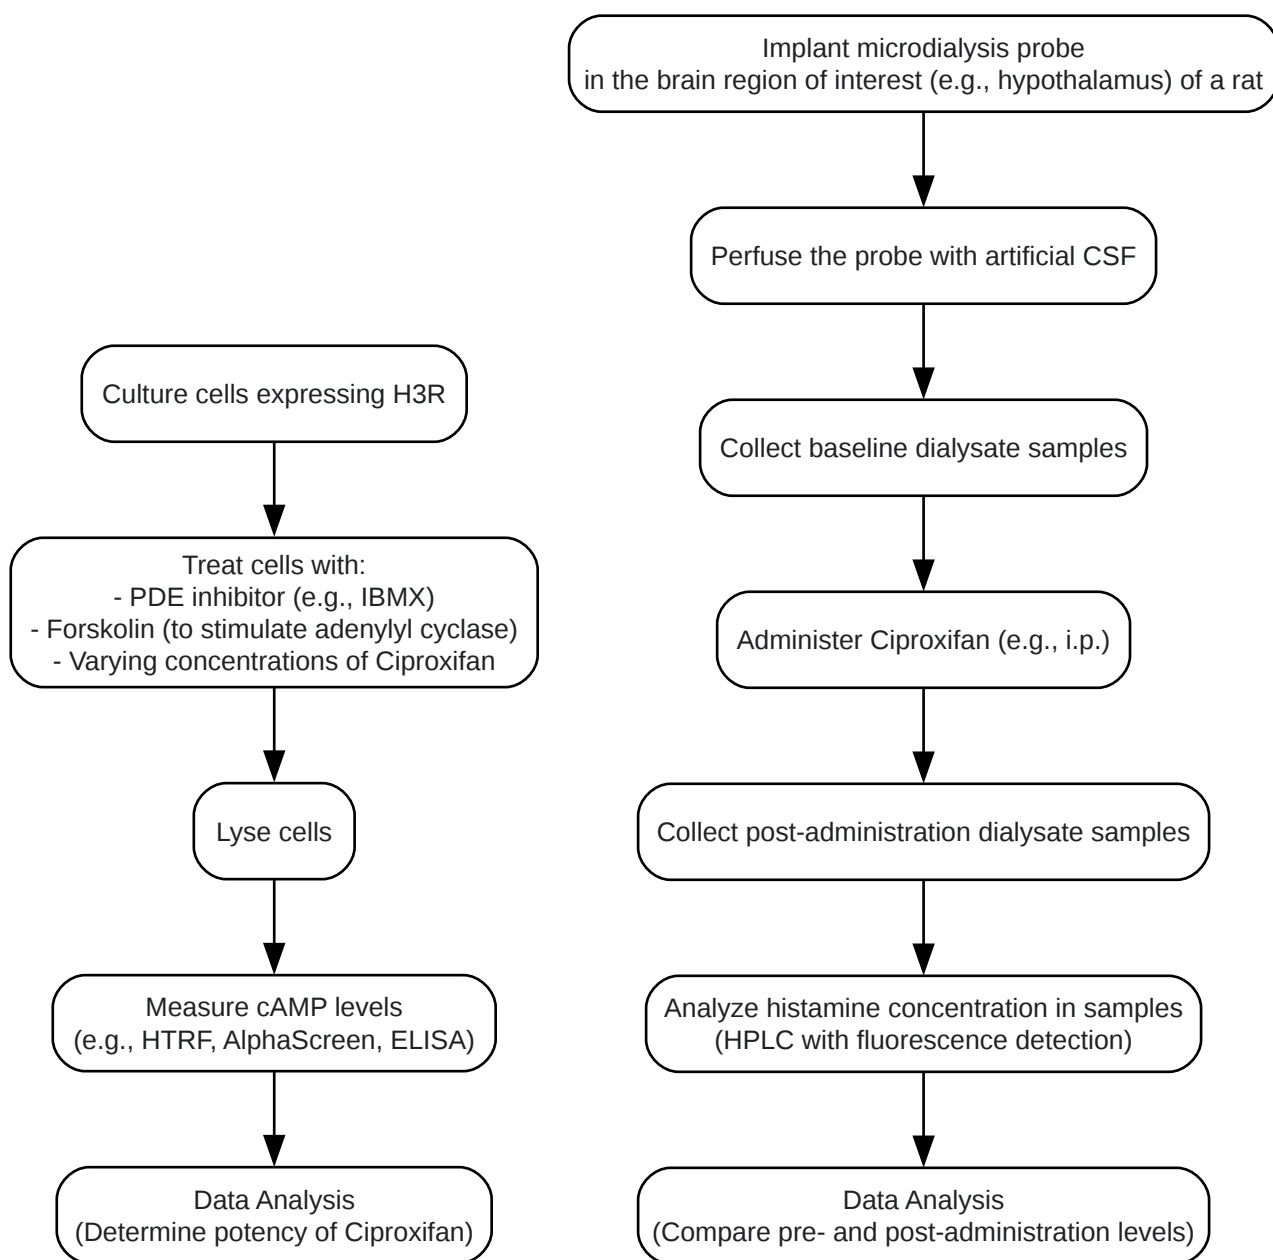 Implant microdialysis probe
in the brain region of interest (e.g., hypothalamus) of a rat
Perfuse the probe with artificial CSF
Collect baseline dialysate samples
Administer Ciproxifan (e.g., i.p.)
Collect post-administration dialysate samples
Analyze histamine concentration in samples
(HPLC with fluorescence detection)
Data Analysis
(Compare pre- and post-administration levels)
Culture cells expressing H3R
Treat cells with:
- PDE inhibitor (e.g., IBMX)
- Forskolin (to stimulate adenylyl cyclase)
- Varying concentrations of Ciproxifan
Lyse cells
Measure cAMP levels
(e.g., HTRF, AlphaScreen, ELISA)
Data Analysis
(Determine potency of Ciproxifan)